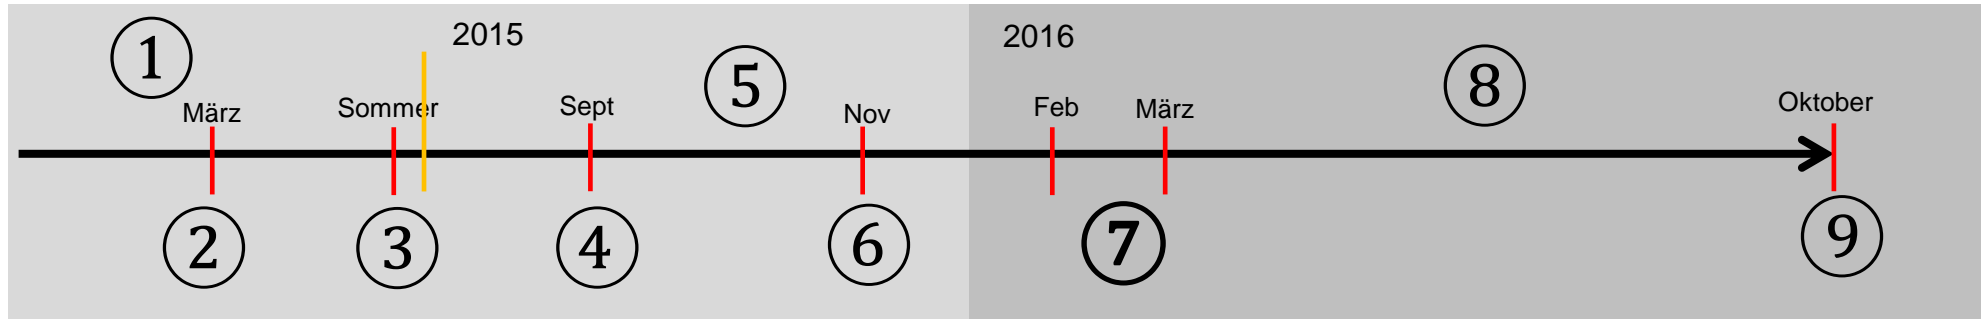 2015 2016
① ⑤ ⑧
März Sommer Sept Nov Feb März Oktober
② ③ ④ ⑥ ⑦ ⑨